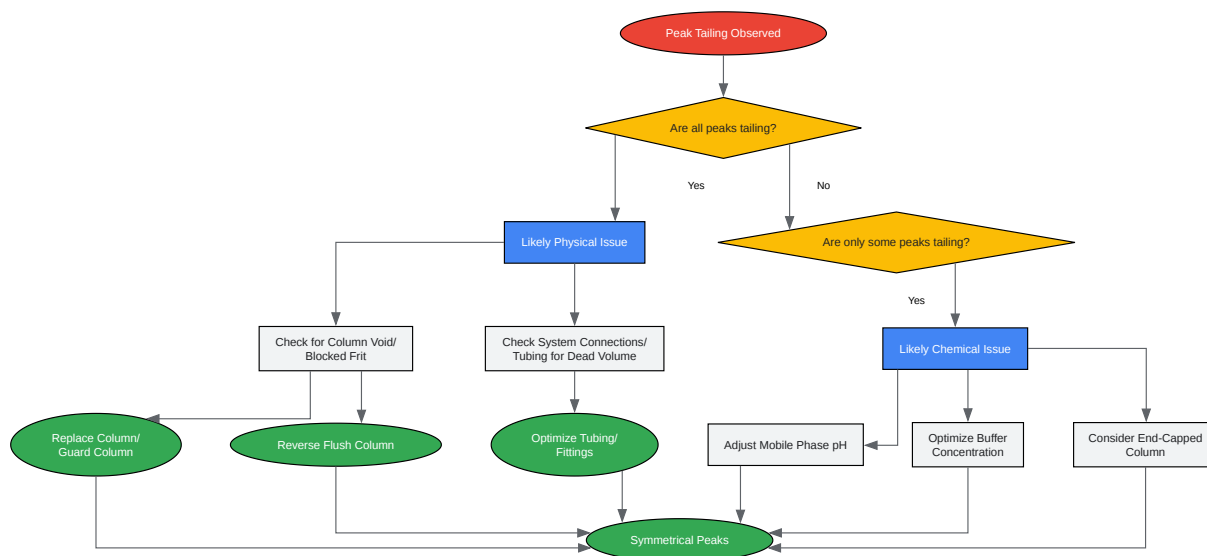 Peak Tailing Observed
Are all peaks tailing?
Yes
No
Likely Physical Issue
Are only some peaks tailing?
Yes
Check for Column Void/
Blocked Frit
Check System Connections/
Tubing for Dead Volume
Likely Chemical Issue
Replace Column/
Guard Column
Reverse Flush Column
Optimize Tubing/
Fittings
Adjust Mobile Phase pH
Optimize Buffer
Concentration
Consider End-Capped
Column
Symmetrical Peaks